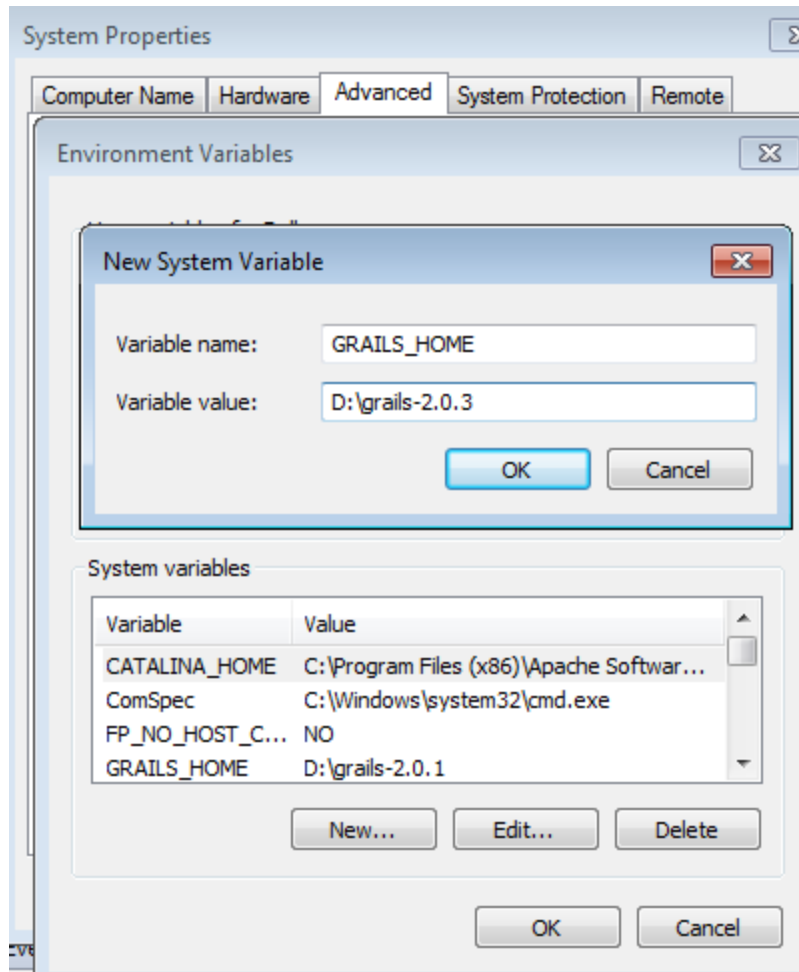 System Properties
Computer Name Hardware Advanced System Protection Remote
Environment Variables
New System Variable
Variable name: GRAILS_HOME
Variable value: D:\grails-2.0.3
OK Cancel
System variables
Variable Value
CATALINA_HOME C:\Program Files (x86)\Apache Softwar...
ComSpec C:\Windows\system32\cmd.exe
FP_NO_HOST_C... NO
GRAILS_HOME D:\grails-2.0.1
New... Edit... Delete
OK Cancel